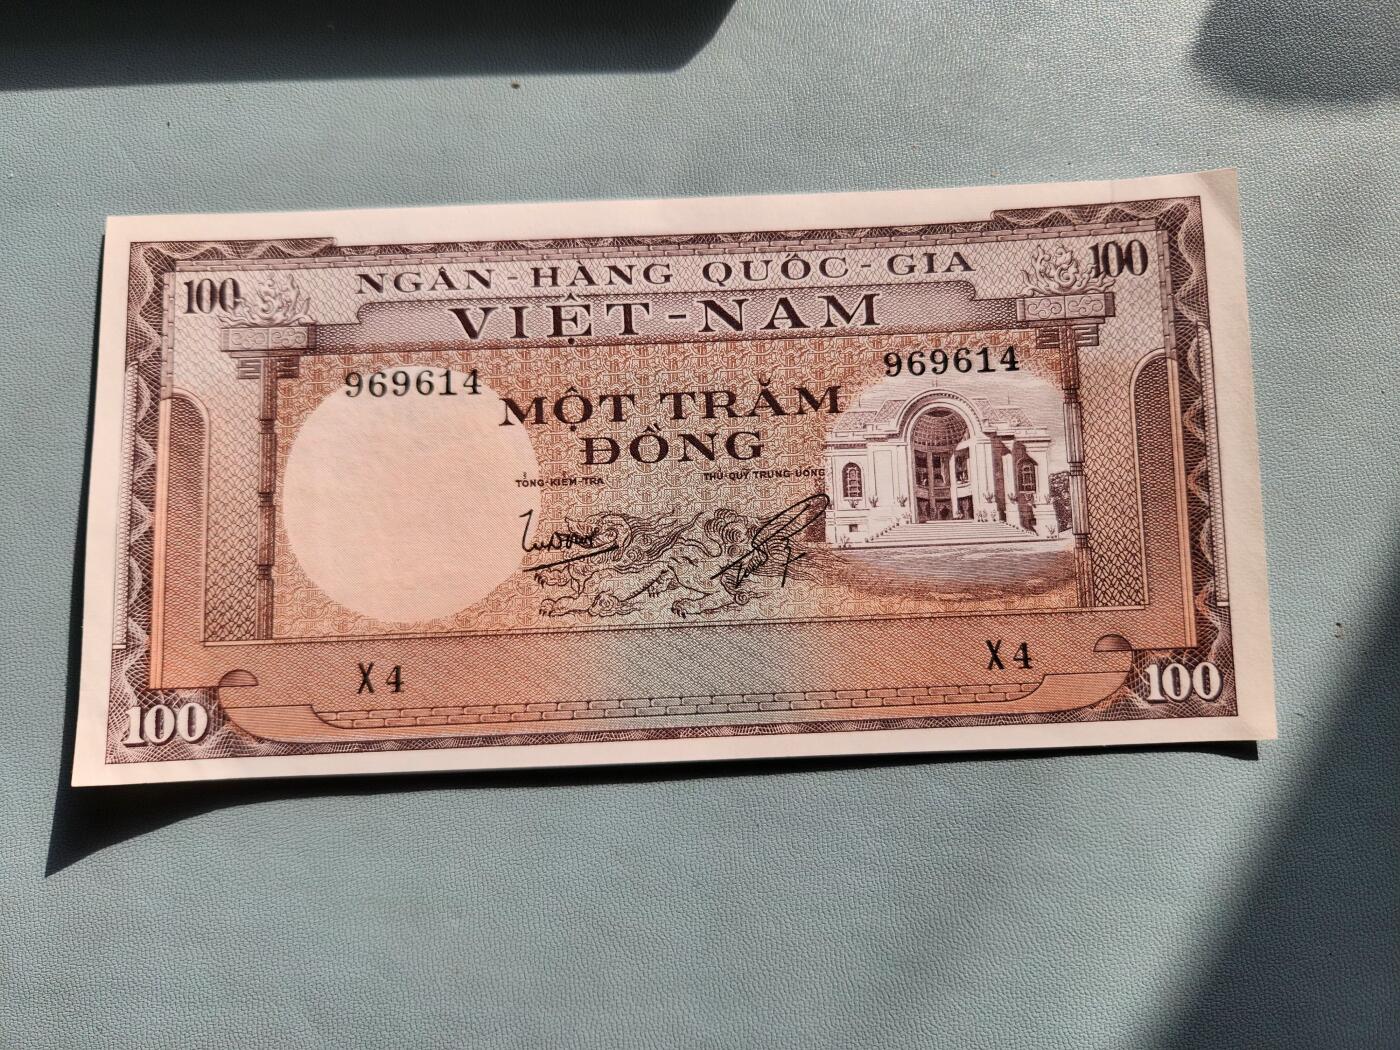 100
100
NGÂN-HÀNG QUỐC-GIA
VIỆT-NAM
969614
969614
MỘT TRĂM
ĐỒNG
TỔNG-KIỂM-TRA
THỦ-QUỸ TRUNG-ƯƠNG
X4
X4
100
100